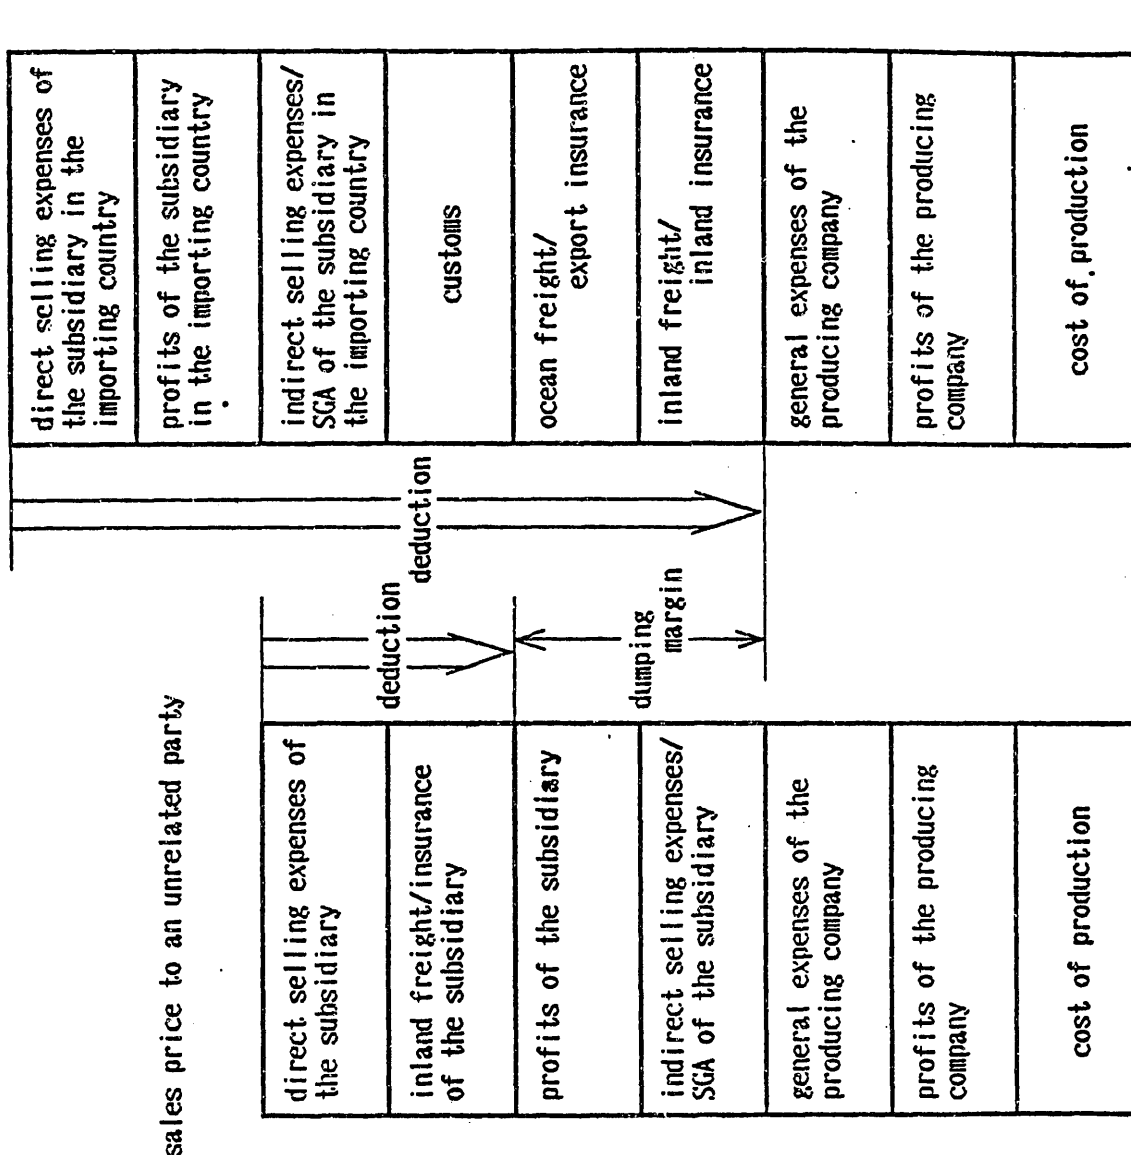 sales price to an unrelated party
direct selling expenses of
the subsidiary
inland freight/insurance
of the subsidiary
profits of the subsidiary
indirect selling expenses/
SGA of the subsidiary
general expenses of the
producing company
profits of the producing
company
cost of production
deduction
dumping
margin
deduction
direct selling expenses of
the subsidiary in the
importing country
profits of the subsidiary
in the importing country
indirect selling expenses/
SGA of the subsidiary in
the importing country
customs
ocean freight/
export insurance
inland freight/
inland insurance
general expenses of the
producing company
profits of the producing
company
cost of production